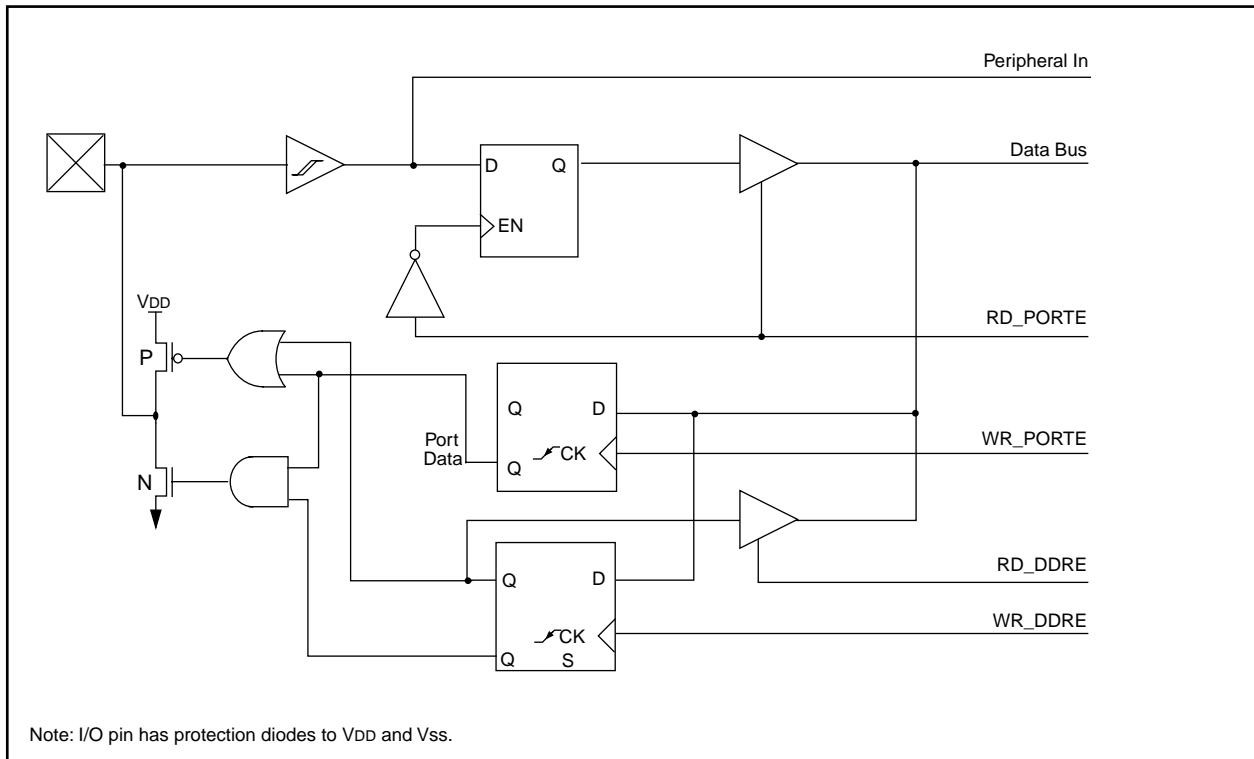 Peripheral In
D
Q
Data Bus
EN
VDD
RD_PORTE
P
Q
D
Port
Data
WR_PORTE
CK
Q
N
RD_DDRE
Q
D
WR_DDRE
CK
Q
S
Note: I/O pin has protection diodes to VDD and Vss.